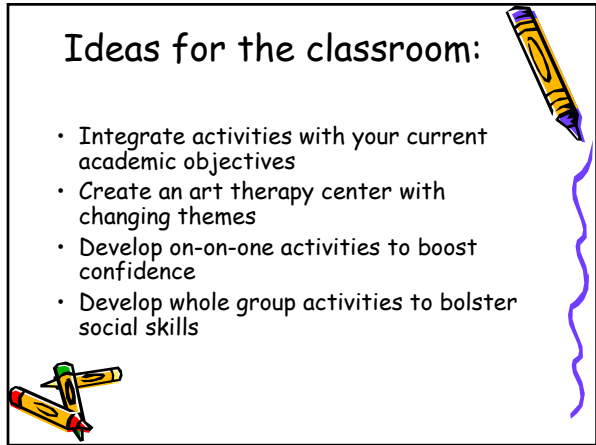 Ideas for the classroom:
• Integrate activities with your current
academic objectives
• Create an art therapy center with
changing themes
• Develop on-on-one activities to boost
confidence
• Develop whole group activities to bolster
social skills